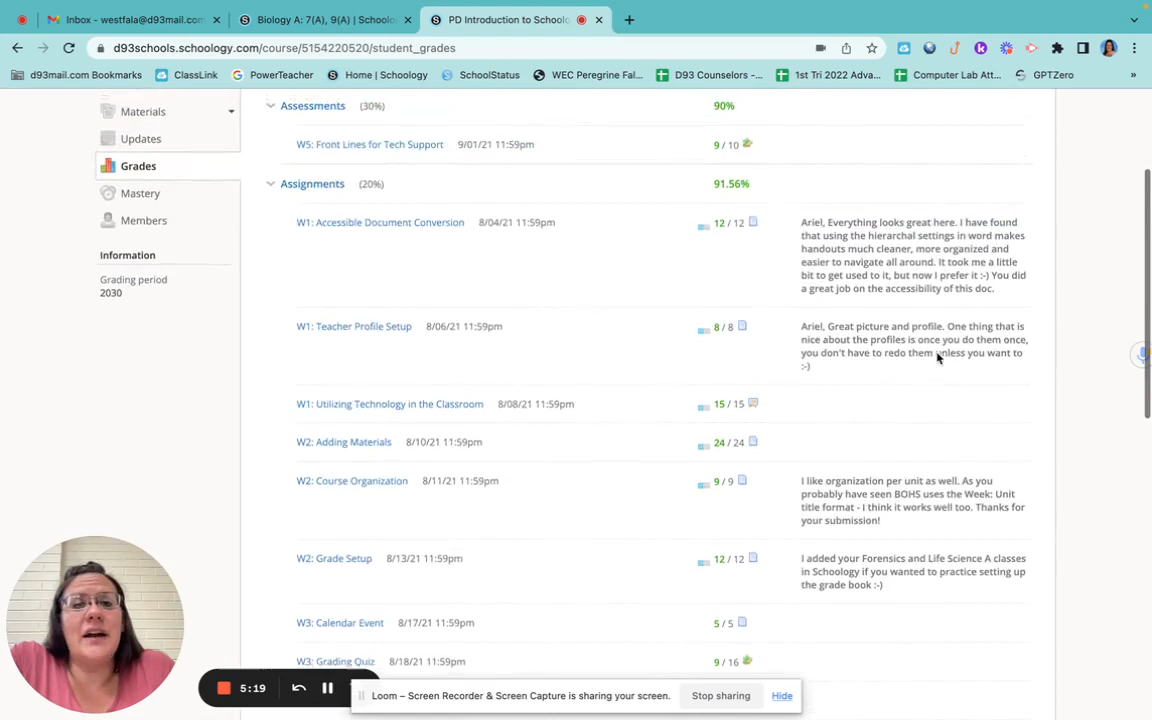 Inbox - westfala@d93mail.com
Biology A: 7(A), 9(A) | Schoolo
PD Introduction to Schoolo
d93schools.schoology.com/course/5154220520/student_grades
d93mail.com Bookmarks
ClassLink
PowerTeacher
Home | Schoology
SchoolStatus
WEC Peregrine Fal...
D93 Counselors -...
1st Tri 2022 Adva...
Computer Lab Att...
GPTZero
»
Materials
Updates
Grades
Mastery
Members
Information
Grading period
2030
Assessments (30%) 90%
W5: Front Lines for Tech Support 9/01/21 11:59pm 9 / 10
Assignments (20%) 91.56%
W1: Accessible Document Conversion 8/04/21 11:59pm 12 / 12
Ariel, Everything looks great here. I have found
that using the hierarchal settings in word makes
handouts much cleaner, more organized and
easier to navigate all around. It took me a little
bit to get used to it, but now I prefer it :-) You did
a great job on the accessibility of this doc.
W1: Teacher Profile Setup 8/06/21 11:59pm 8 / 8
Ariel, Great picture and profile. One thing that is
nice about the profiles is once you do them once,
you don't have to redo them unless you want to
:-)
W1: Utilizing Technology in the Classroom 8/08/21 11:59pm 15 / 15
W2: Adding Materials 8/10/21 11:59pm 24 / 24
W2: Course Organization 8/11/21 11:59pm 9 / 9
I like organization per unit as well. As you
probably have seen BOHS uses the Week: Unit
title format - I think it works well too. Thanks for
your submission!
W2: Grade Setup 8/13/21 11:59pm 12 / 12
I added your Forensics and Life Science A classes
in Schoology if you wanted to practice setting up
the grade book :-)
W3: Calendar Event 8/17/21 11:59pm 5 / 5
W3: Grading Quiz 8/18/21 11:59pm 9 / 16
5:19
Loom – Screen Recorder & Screen Capture is sharing your screen.
Stop sharing
Hide